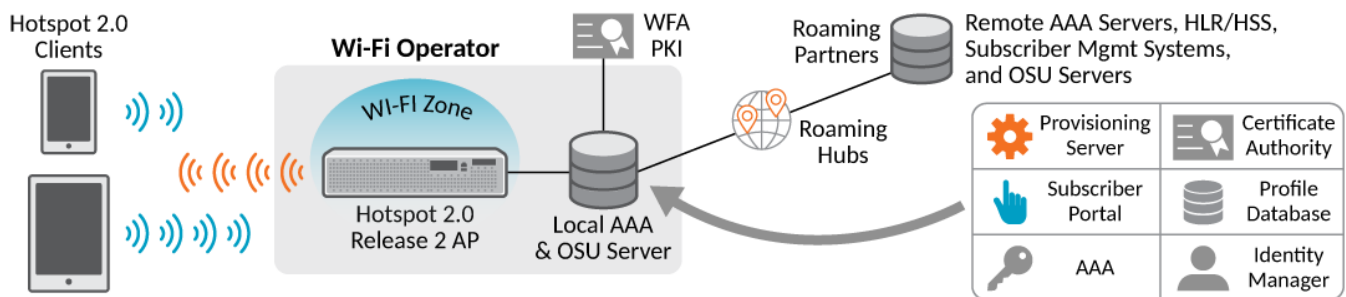 Hotspot 2.0
Clients
Wi-Fi Operator
WI-FI Zone
Hotspot 2.0
Release 2 AP
WFA
PKI
Local AAA
& OSU Server
Roaming
Partners
Roaming
Hubs
Remote AAA Servers, HLR/HSS,
Subscriber Mgmt Systems,
and OSU Servers
Provisioning
Server
Certificate
Authority
Subscriber
Portal
Profile
Database
AAA
Identity
Manager